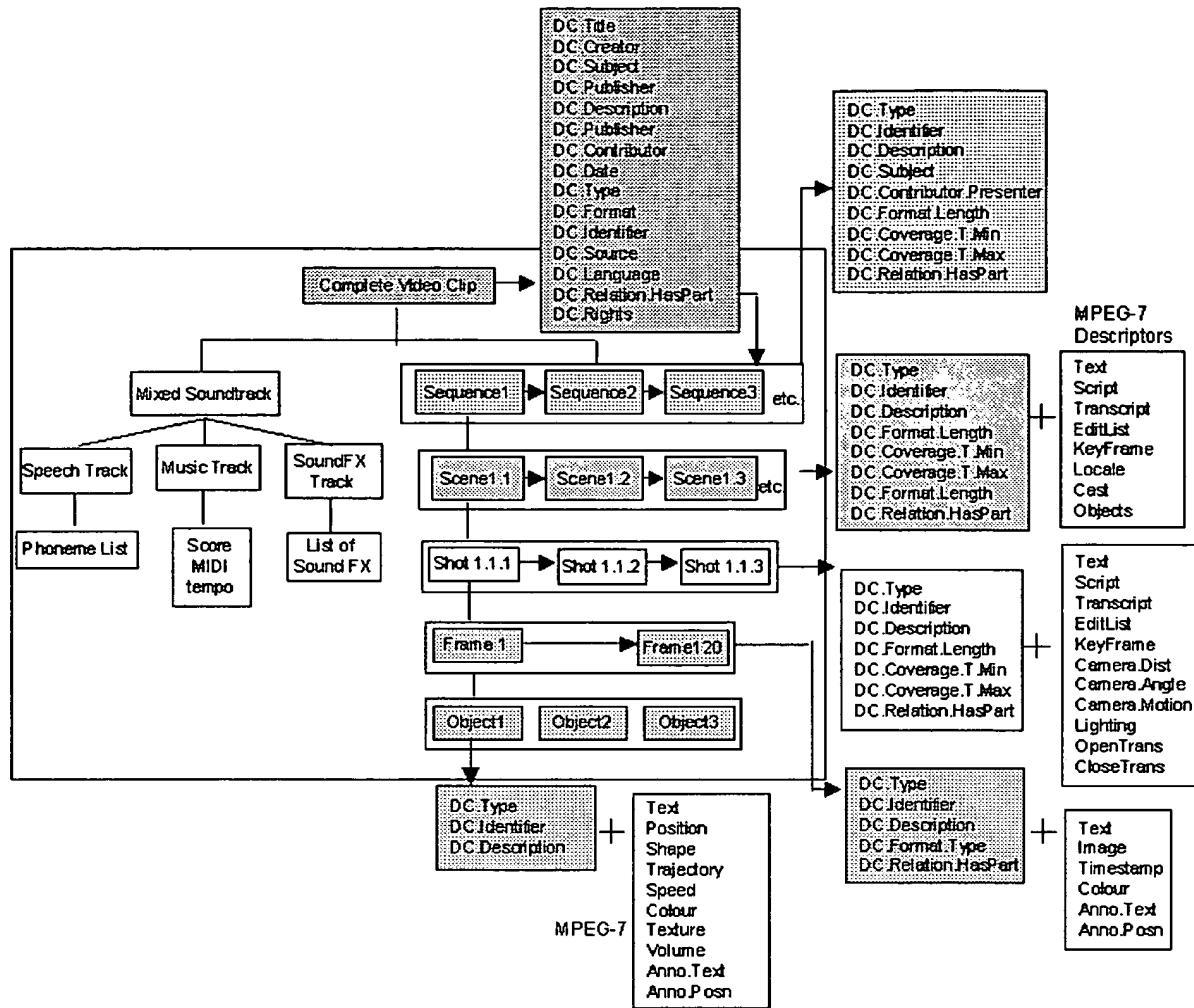 DC.Title
DC.Creator
DC.Subject
DC.Publisher
DC.Description
DC.Publisher
DC.Contributor
DC.Date
DC.Type
DC.Format
DC.Identifier
DC.Source
DC.Language
DC.Relation.HasPart
DC.Rights
DC.Type
DC.Identifier
DC.Description
DC.Subject
DC.Contributor.Presenter
DC.Format.Length
DC.Coverage.T.Min
DC.Coverage.T.Max
DC.Relation.HasPart
Complete Video Clip
Mixed Soundtrack
Speech Track
Music Track
SoundFX
Track
Phoneme List
Score
MIDI
tempo
List of
Sound FX
Sequence1
Sequence2
Sequence3
etc.
Scene1.1
Scene1.2
Scene1.3
etc.
Shot 1.1.1
Shot 1.1.2
Shot 1.1.3
Frame 1
Frame120
Object1
Object2
Object3
MPEG-7
Descriptors
DC.Type
DC.Identifier
DC.Description
DC.Format.Length
DC.Coverage.T.Min
DC.Coverage.T.Max
DC.Format.Length
DC.Relation.HasPart
+
Text
Script
Transcript
EditList
KeyFrame
Locale
Cast
Objects
DC.Type
DC.Identifier
DC.Description
DC.Format.Length
DC.Coverage.T.Min
DC.Coverage.T.Max
DC.Relation.HasPart
+
Text
Script
Transcript
EditList
KeyFrame
Camera.Dist
Camera.Angle
Camera.Motion
Lighting
OpenTrans
CloseTrans
DC.Type
DC.Identifier
DC.Description
+
MPEG-7
Text
Position
Shape
Trajectory
Speed
Colour
Texture
Volume
Anno.Text
Anno.Posn
DC.Type
DC.Identifier
DC.Description
DC.Format.Type
DC.Relation.HasPart
+
Text
Image
Timestamp
Colour
Anno.Text
Anno.Posn